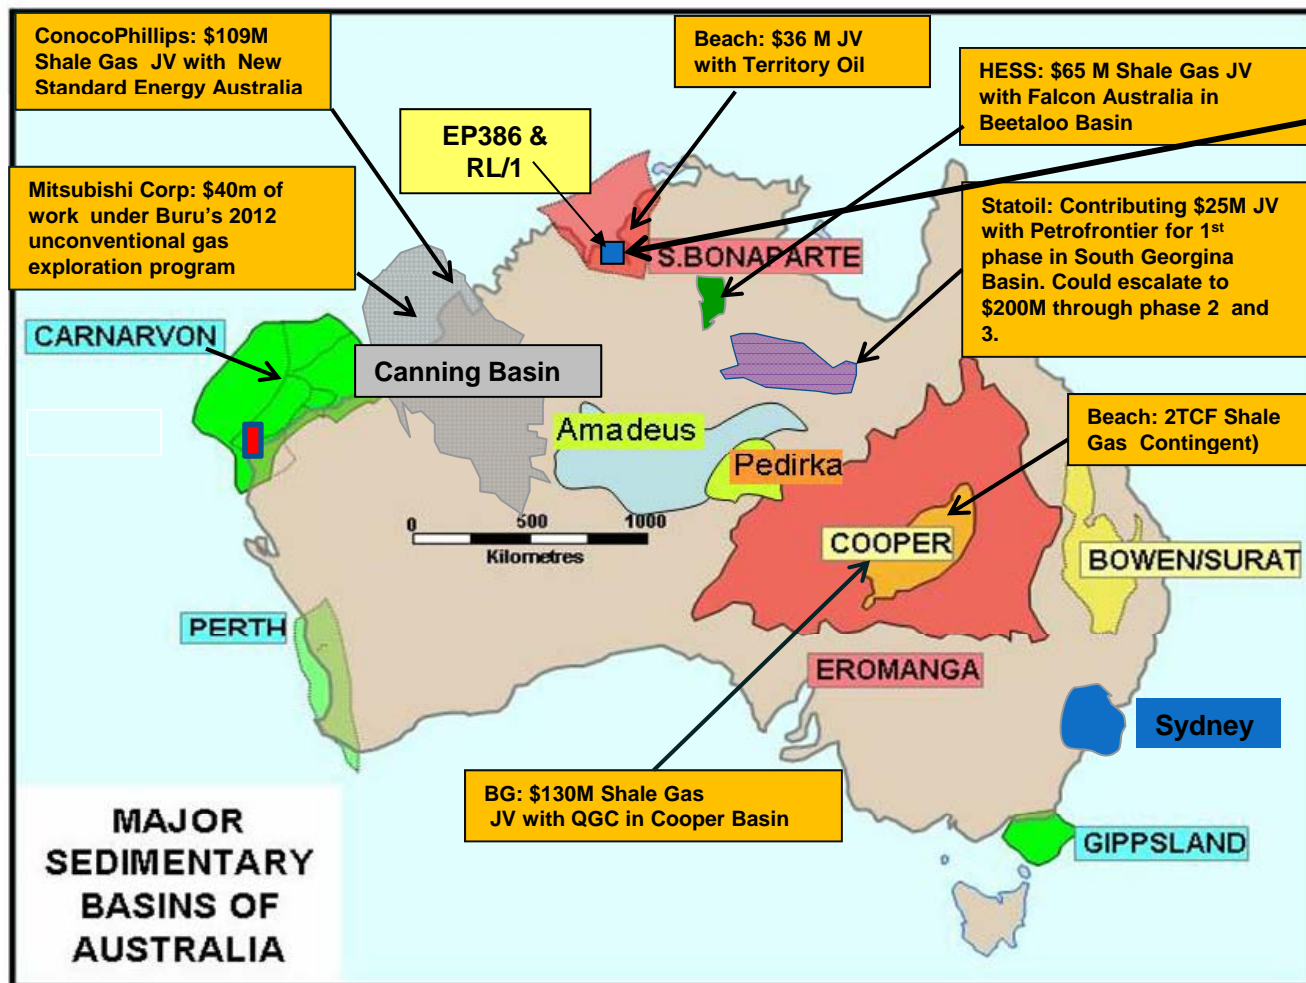 ConocoPhillips: $109M
Shale Gas JV with New
Standard Energy Australia
Beach: $36 M JV
with Territory Oil
HESS: $65 M Shale Gas JV
with Falcon Australia in
Beetaloo Basin
EP386 &
RL/1
Mitsubishi Corp: $40m of
work under Buru's 2012
unconventional gas
exploration program
Statoil: Contributing $25M JV
with Petrofrontier for 1st
phase in South Georgina
Basin. Could escalate to
$200M through phase 2 and
3.
S.BONAPARTE
CARNARVON
Canning Basin
Amadeus
Pedirka
Beach: 2TCF Shale
Gas Contingent)
0 500 1000
Kilometres
COOPER
BOWEN/SURAT
PERTH
EROMANGA
Sydney
BG: $130M Shale Gas
JV with QGC in Cooper Basin
GIPPSLAND
MAJOR
SEDIMENTARY
BASINS OF
AUSTRALIA